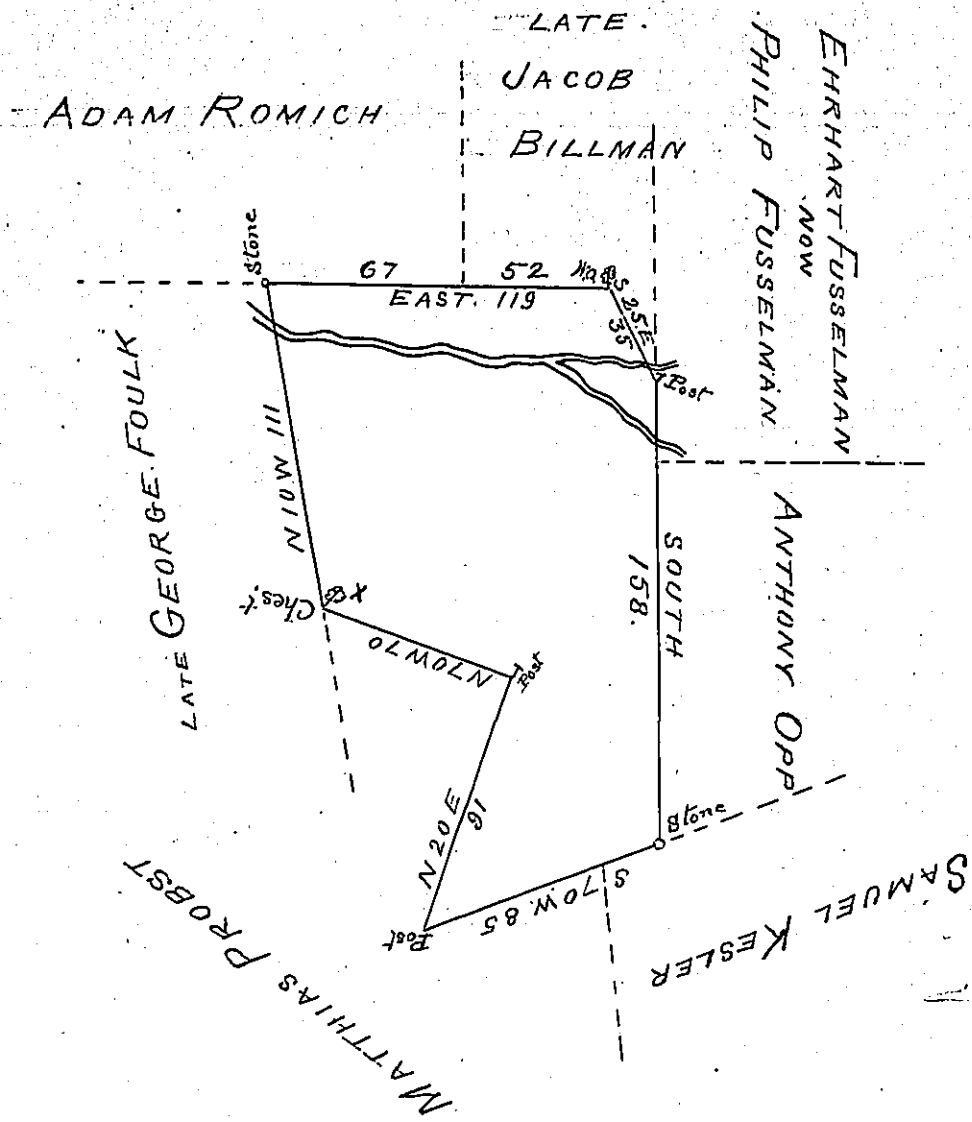 LATE.
JACOB
BILLMAN
EHRHART FUSSELMAN
NOW
PHILIP FUSSELMAN
ADAM ROMICH
Stone
67
52
EAST. 119
S 25 E
35
Post
LATE GEORGE FOULK
N 10 W 111
SOUTH
158.
ANTHONY OPP
Ches.t
X
N 70 W 70
Post
N 20 E
91
Stone
S 70 W. 85
Post
SAMUEL KESLER
MATTHIAS PROBST